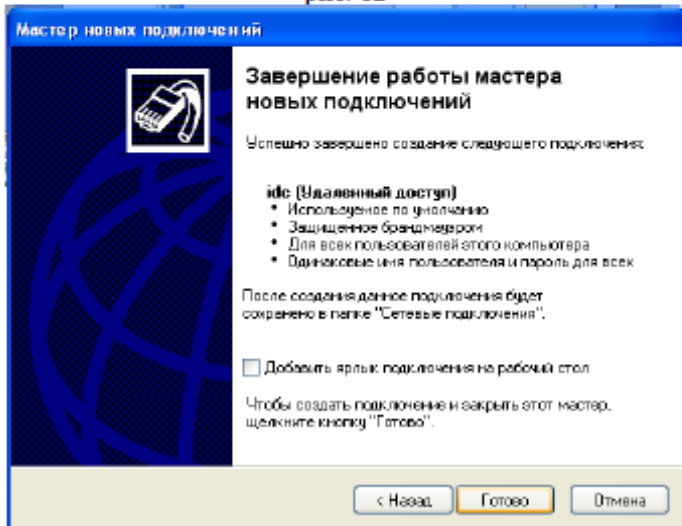 Мастер новых подключений
Завершение работы мастера
новых подключений
Успешно завершено создание следующего подключения:
idc (Удаленный доступ)
* Используемое по умолчанию
* Защищенное брандмауэром
* Для всех пользователей этого компьютера
* Одинаковые имя пользователя и пароль для всех
После создания данное подключения будет
сохранено в папке "Сетевые подключения".
Добавить ярлык подключения на рабочий стол
Чтобы создать подключение и закрыть этот мастер,
щелкните кнопку "Готово".
< Назад Готово Отмена